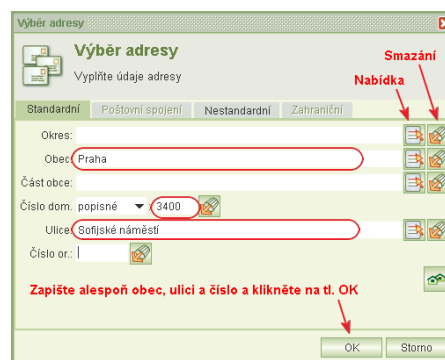 Výběr adresy
Výběr adresy
Vyplňte údaje adresy
Smazání
Nabídka
Standardní Poštovní spojení Nestandardní Zahraniční
Okres:
Obec: Praha
Část obce:
Číslo dom. popisné 3400
Ulice: Sofijské náměstí
Číslo or.:
Zapište alespoň obec, ulici a číslo a klikněte na tl. OK
OK Storno